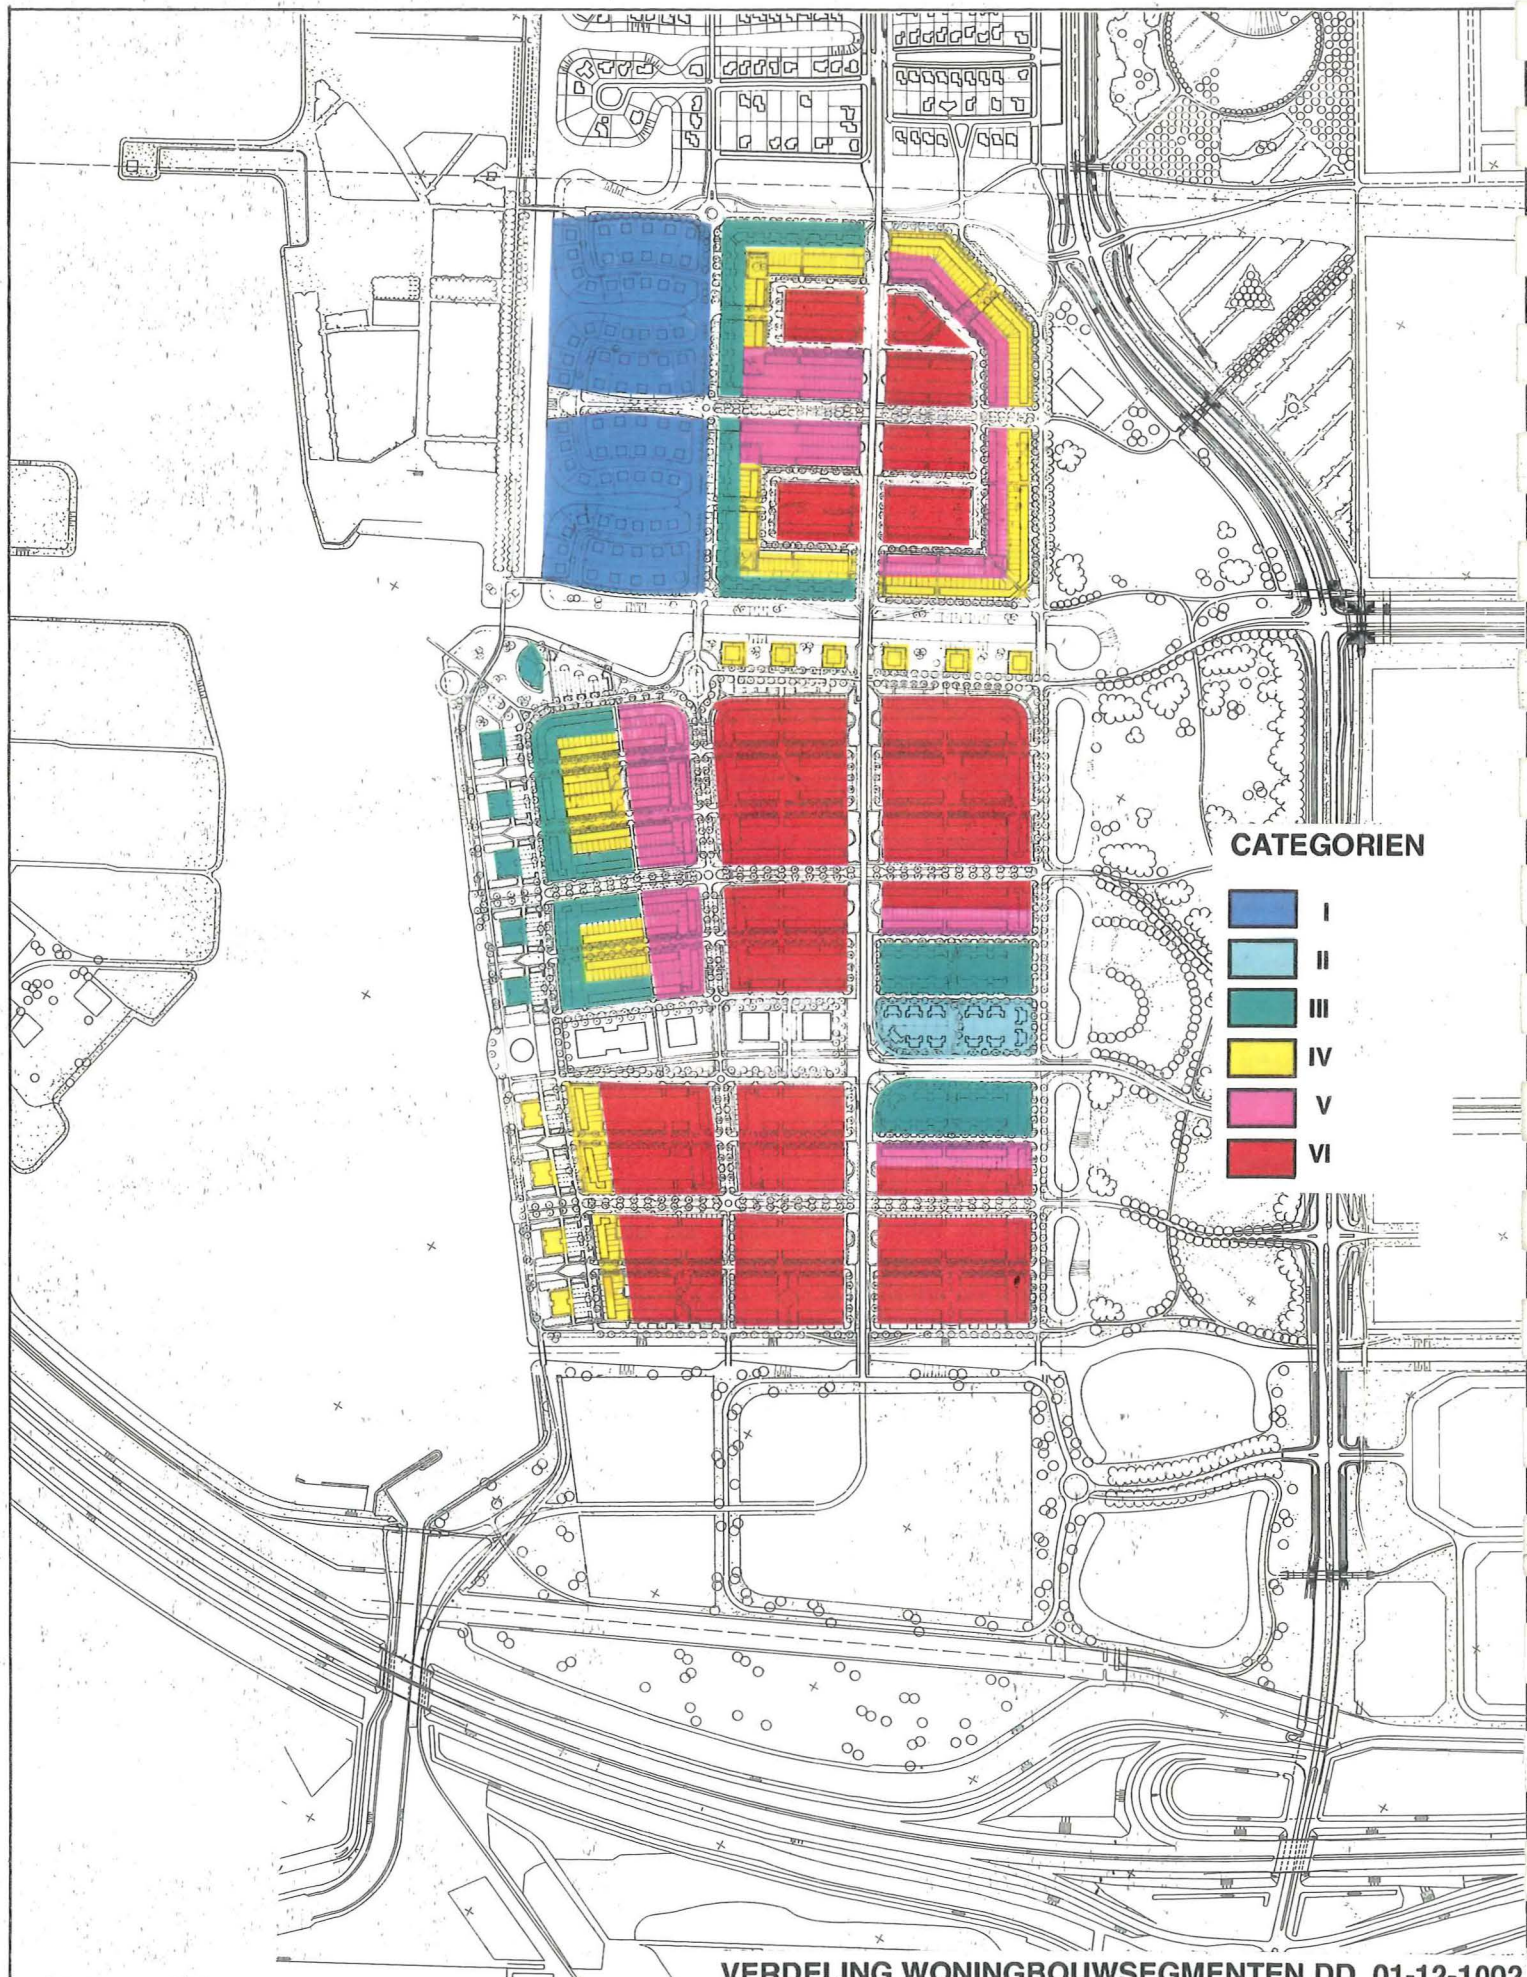 CATEGORIEN
I
II
III
IV
V
VI
VERDELING WONINGBOUWSEGMENTEN DD. 01-12-1992